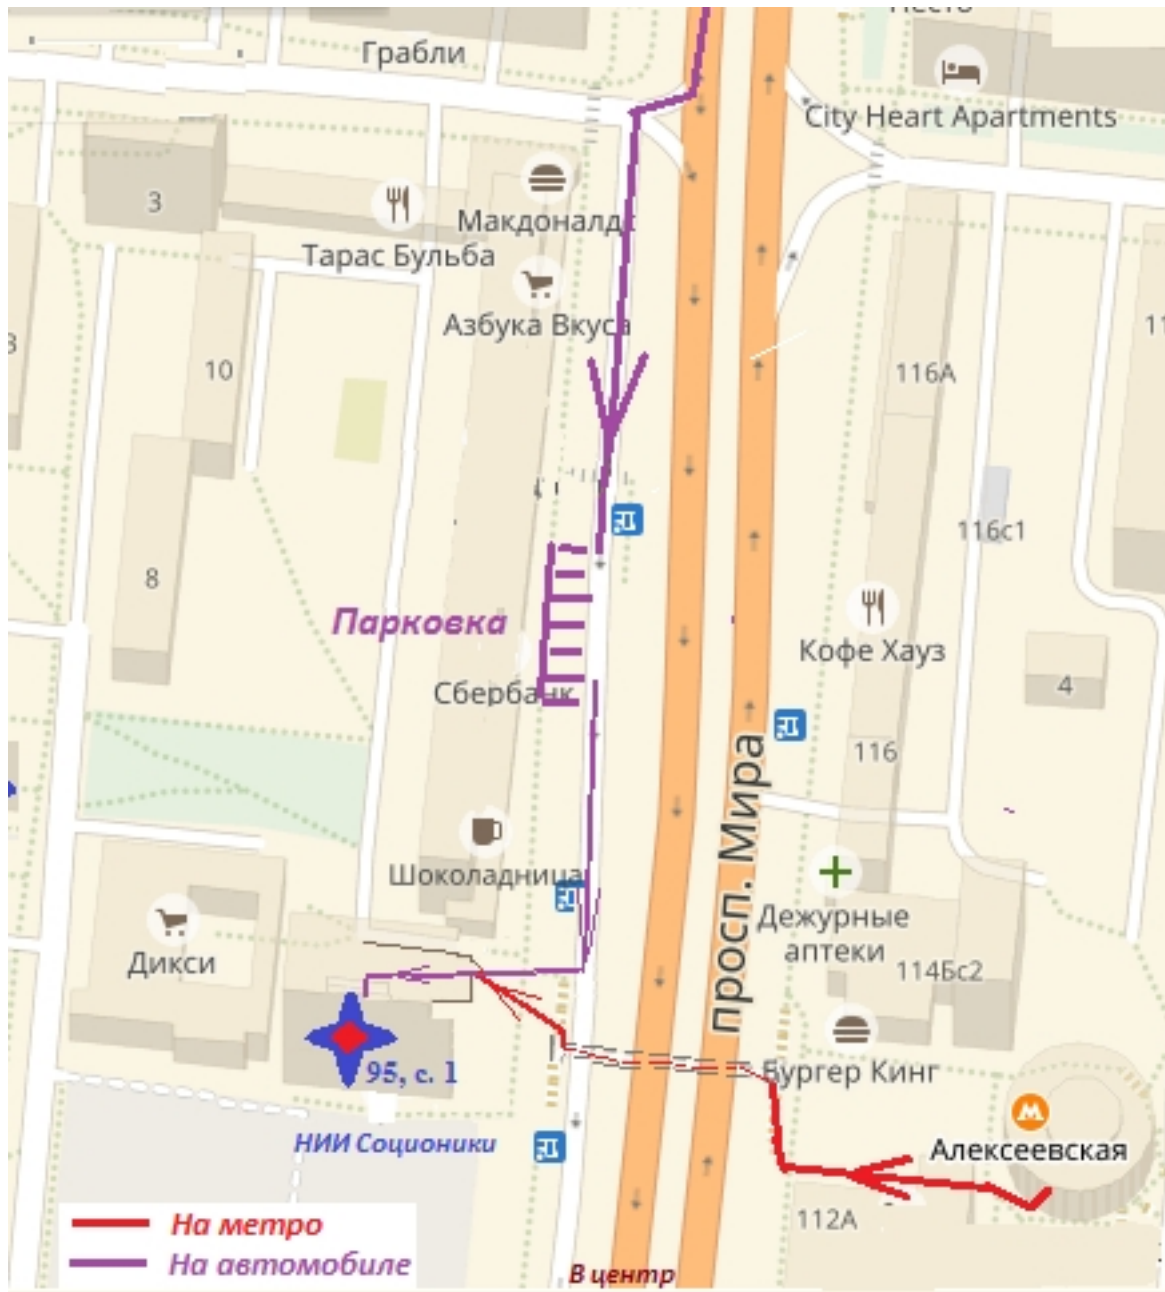 Грабли
City Heart Apartments
3
Макдоналдс
Тарас Бульба
Азбука Вкуса
10
116А
116с1
8
Парковка
Кофе Хауз
Сбербанк
4
116
просп. Мира
Шоколадница
Дежурные
аптеки
Дикси
114Бс2
Бургер Кинг
95, с. 1
Алексеевская
НИИ Соционики
112А
На метро
На автомобиле
В центр